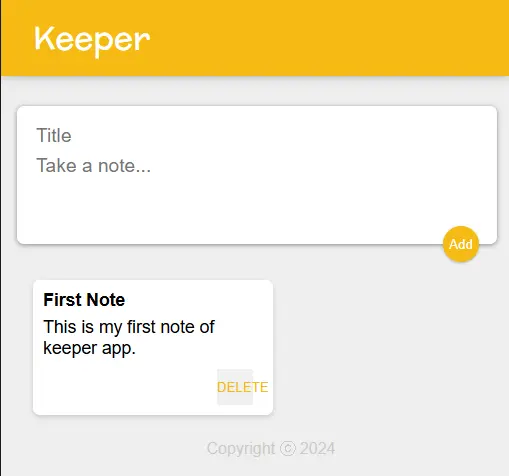 Keeper
Title
Take a note...
Add
First Note
This is my first note of
keeper app.
DELETE
Copyright ⓒ 2024